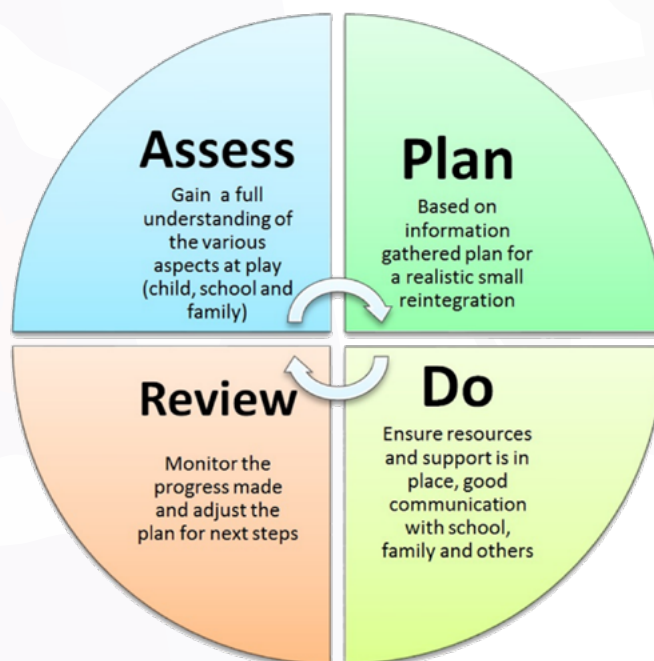 Assess
Gain a full
understanding of
the various
aspects at play
(child, school and
family)
Plan
Based on
information
gathered plan for
a realistic small
reintegration
Review
Monitor the
progress made
and adjust the
plan for next steps
Do
Ensure resources
and support is in
place, good
communication
with school,
family and others